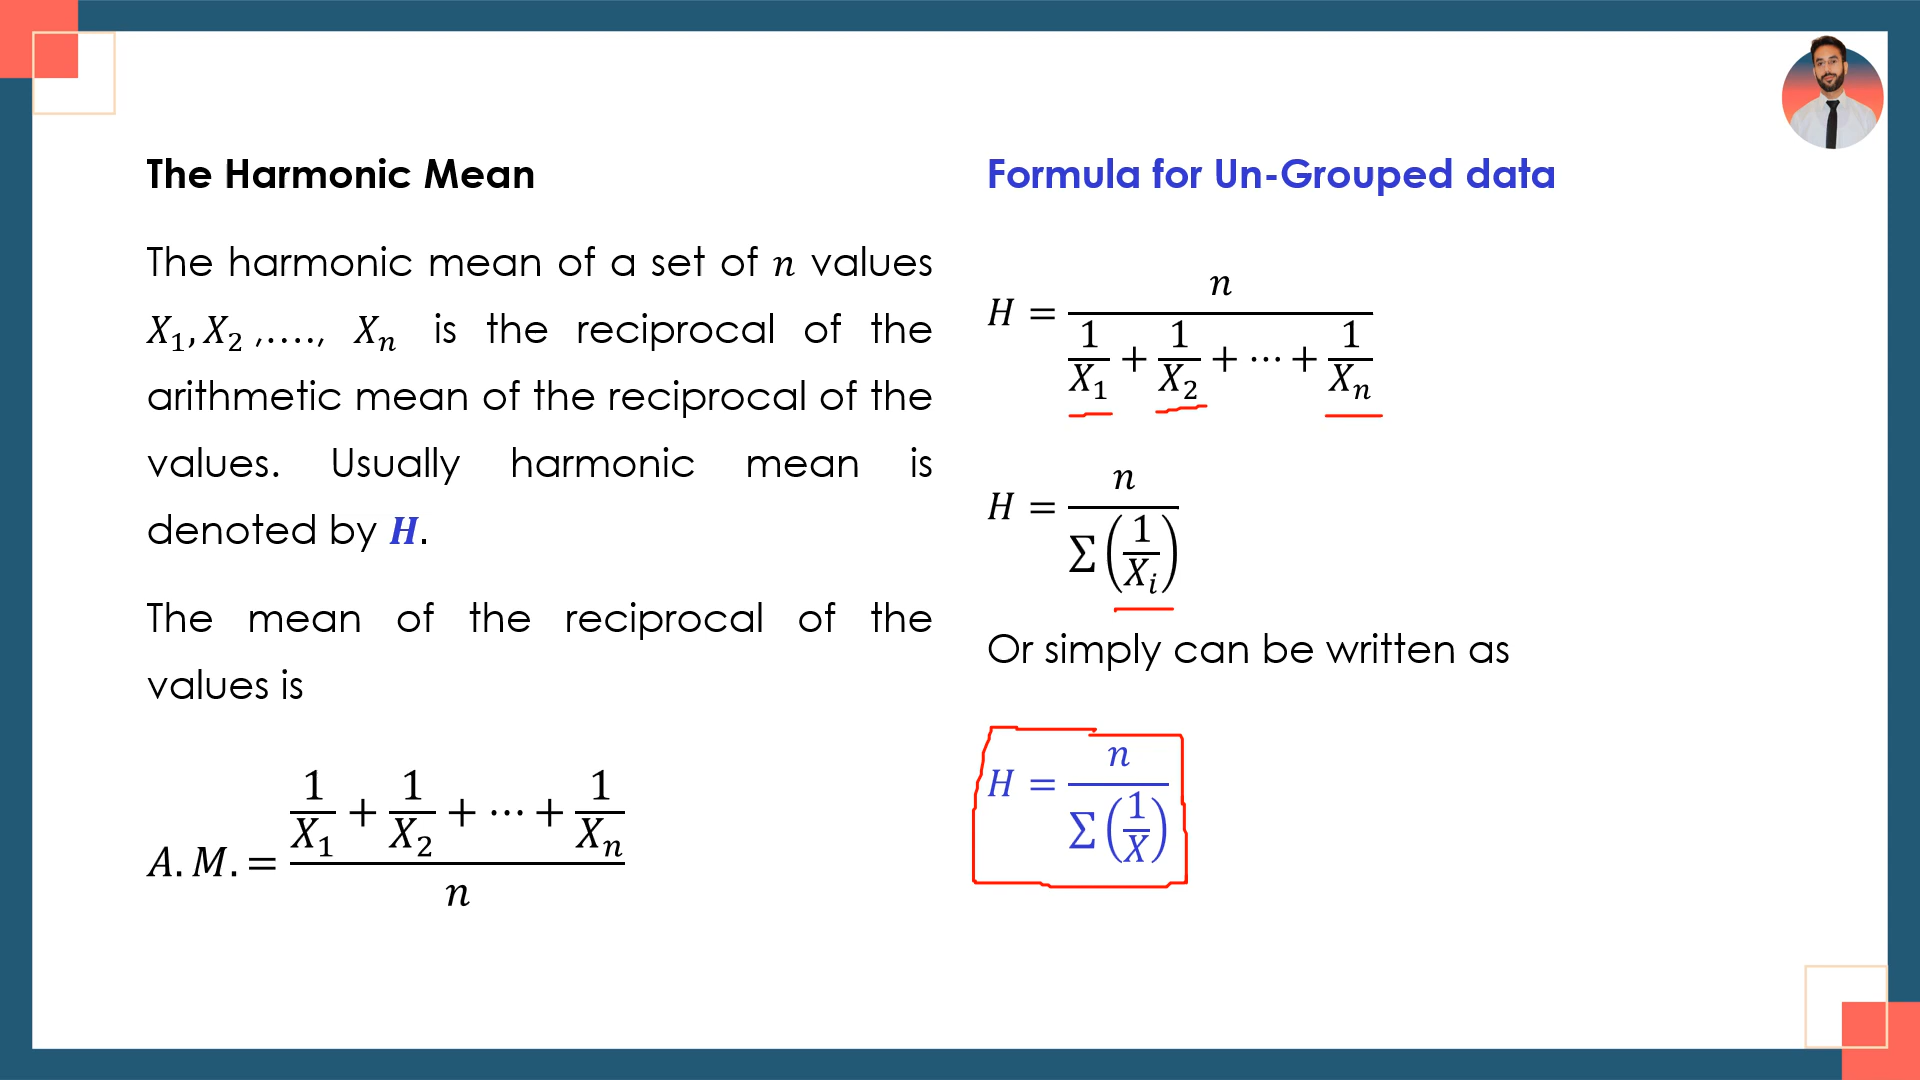 The Harmonic Mean
The harmonic mean of a set of n values
X₁, X₂ ,...., Xₙ is the reciprocal of the
arithmetic mean of the reciprocal of the
values. Usually harmonic mean is
denoted by H.
The mean of the reciprocal of the
values is
A. M. = (1/X₁ + 1/X₂ + ⋯ + 1/Xₙ) / n
Formula for Un-Grouped data
H = n / (1/X₁ + 1/X₂ + ⋯ + 1/Xₙ)
H = n / ∑(1/Xᵢ)
Or simply can be written as
H = n / ∑(1/X)